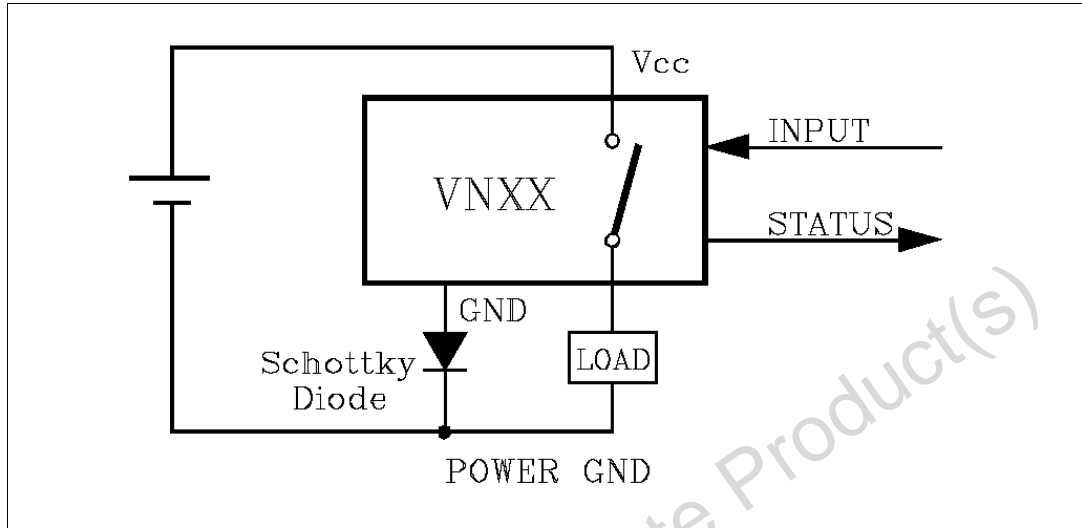 Vcc
INPUT
VNXX
STATUS
GND
Schottky
Diode
LOAD
POWER GND
Product(s)